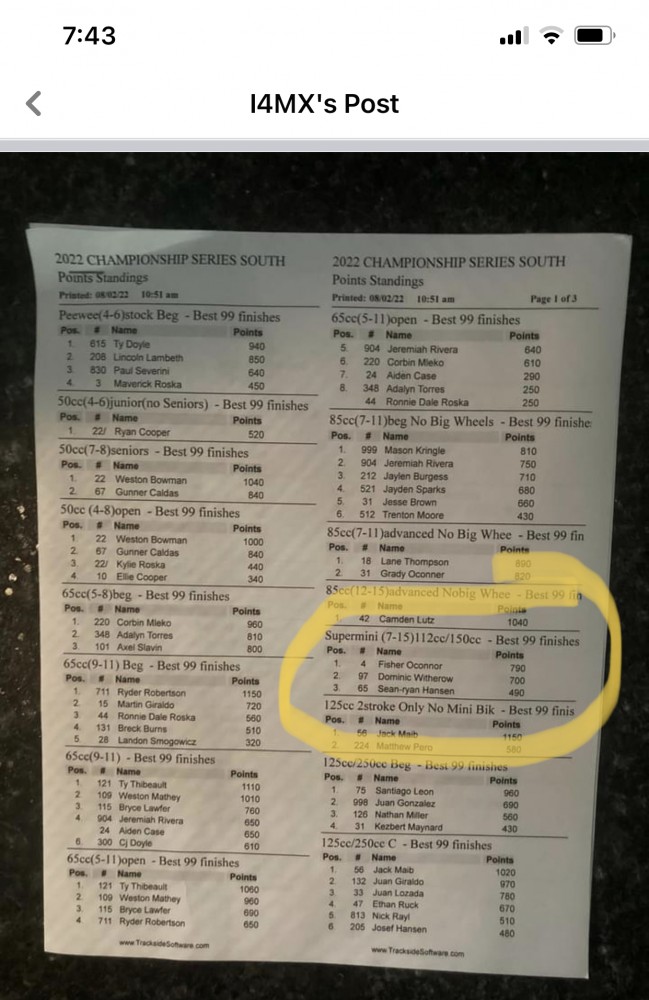 7:43
I4MX's Post
2022 CHAMPIONSHIP SERIES SOUTH
Points Standings
Printed: 08/02/22 10:51 am
Peewee(4-6)stock Beg - Best 99 finishes
Pos. # Name Points
1. 615 Ty Doyle 940
2. 208 Lincoln Lambeth 850
3. 830 Paul Severini 640
4. 3 Maverick Roska 450
50cc(4-6)junior(no Seniors) - Best 99 finishes
Pos. # Name Points
1. 22/ Ryan Cooper 520
50cc(7-8)seniors - Best 99 finishes
Pos. # Name Points
1. 22 Weston Bowman 1040
2. 67 Gunner Caldas 840
50cc (4-8)open - Best 99 finishes
Pos. # Name Points
1. 22 Weston Bowman 1000
2. 67 Gunner Caldas 840
3. 22/ Kylie Roska 440
4. 10 Ellie Cooper 340
65cc(5-8)beg - Best 99 finishes
Pos. # Name Points
1. 220 Corbin Mleko 960
2. 348 Adalyn Torres 810
3. 101 Axel Slavin 800
65cc(9-11) Beg - Best 99 finishes
Pos. # Name Points
1. 711 Ryder Robertson 1150
2. 15 Martin Giraldo 720
3. 44 Ronnie Dale Roska 560
4. 131 Breck Burns 510
5. 28 Landon Smogowicz 320
65cc(9-11) - Best 99 finishes
Pos. # Name Points
1. 121 Ty Thibeault 1110
2. 109 Weston Mathey 1010
3. 115 Bryce Lawfer 760
4. 904 Jeremiah Rivera 650
24 Aiden Case 650
6. 300 Cj Doyle 610
65cc(5-11)open - Best 99 finishes
Pos. # Name Points
1. 121 Ty Thibeault 1060
2. 109 Weston Mathey 960
3. 115 Bryce Lawfer 690
4. 711 Ryder Robertson 650
www.TracksideSoftware.com
2022 CHAMPIONSHIP SERIES SOUTH
Points Standings
Printed: 08/02/22 10:51 am Page 1 of 3
65cc(5-11)open - Best 99 finishes
Pos. # Name Points
5. 904 Jeremiah Rivera 640
6. 220 Corbin Mleko 610
7. 24 Aiden Case 290
8. 348 Adalyn Torres 250
44 Ronnie Dale Roska 250
85cc(7-11)beg No Big Wheels - Best 99 finishe
Pos. # Name Points
1. 999 Mason Kringle 810
2. 904 Jeremiah Rivera 750
3. 212 Jaylen Burgess 710
4. 521 Jayden Sparks 680
5. 31 Jesse Brown 660
6. 512 Trenton Moore 430
85cc(7-11)advanced No Big Whee - Best 99 fin
Pos. # Name Points
1. 18 Lane Thompson 890
2. 31 Grady Oconner 820
85cc(12-15)advanced Nobig Whee - Best 99 fin
Pos. # Name Points
1. 42 Camden Lutz 1040
Supermini (7-15)112cc/150cc - Best 99 finishes
Pos. # Name Points
1. 4 Fisher Oconnor 790
2. 97 Dominic Witherow 700
3. 65 Sean-ryan Hansen 490
125cc 2stroke Only No Mini Bik - Best 99 finis
Pos. # Name Points
1. 56 Jack Maib 1150
2. 224 Matthew Pero 580
125cc/250cc Beg - Best 99 finishes
Pos. # Name Points
1. 75 Santiago Leon 960
2. 998 Juan Gonzalez 690
3. 126 Nathan Miller 560
4. 31 Kezbert Maynard 430
125cc/250cc C - Best 99 finishes
Pos. # Name Points
1. 56 Jack Maib 1020
2. 132 Juan Giraldo 970
3. 33 Juan Lozada 780
4. 47 Ethan Ruck 670
5. 813 Nick Rayl 510
6 205 Josef Hansen 480
www.TracksideSoftware.com